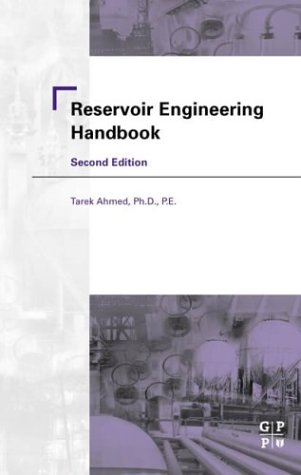 Reservoir Engineering
Handbook
Second Edition
Tarek Ahmed, Ph.D., P.E.
G P
P